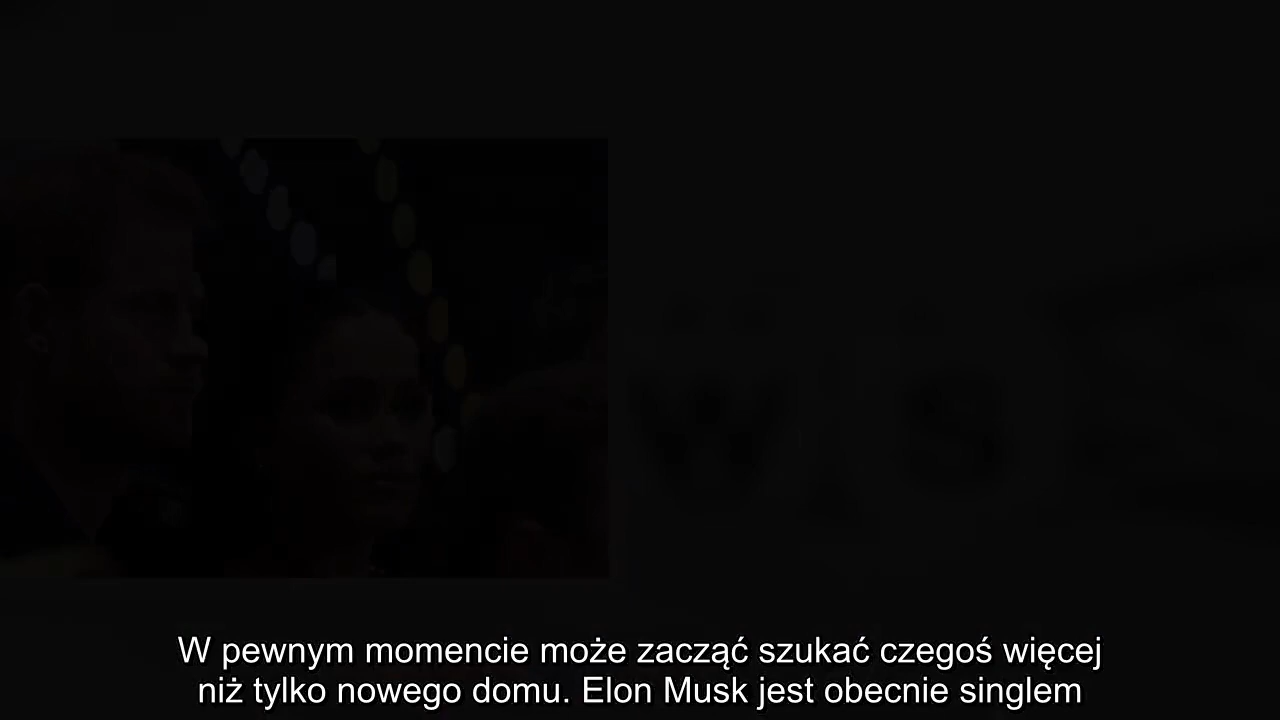 W pewnym momencie może zacząć szukać czegoś więcej
niż tylko nowego domu. Elon Musk jest obecnie singlem